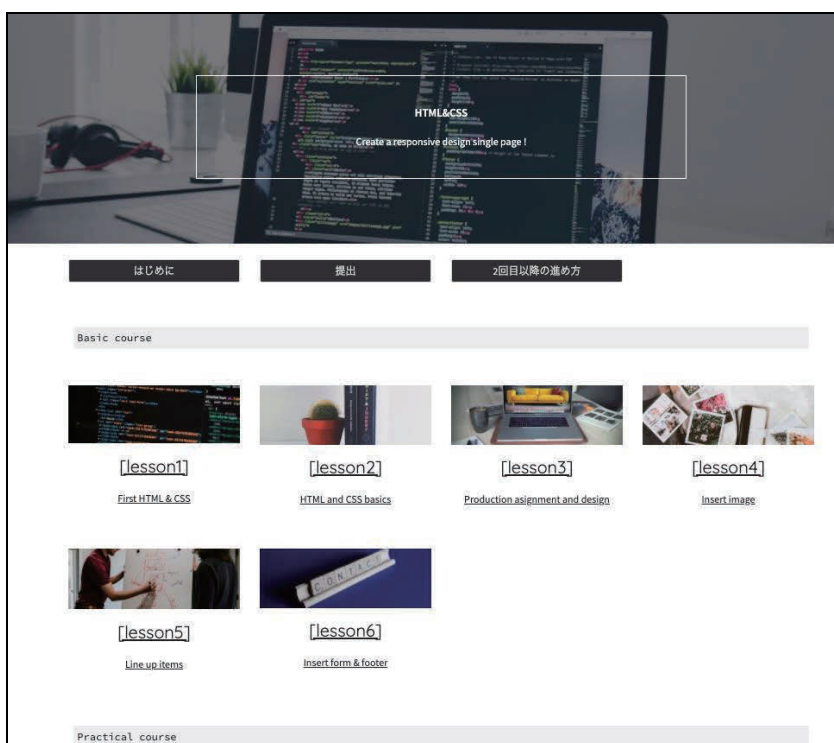 HTML&CSS
Create a responsive design single page !
はじめに
提出
2回目以降の進め方
Basic course
[lesson1]
[lesson2]
[lesson3]
[lesson4]
First HTML & CSS
HTML and CSS basics
Production asignment and design
Insert image
CONTACT
[lesson5]
[lesson6]
Line up items
Insert form & footer
Practical course